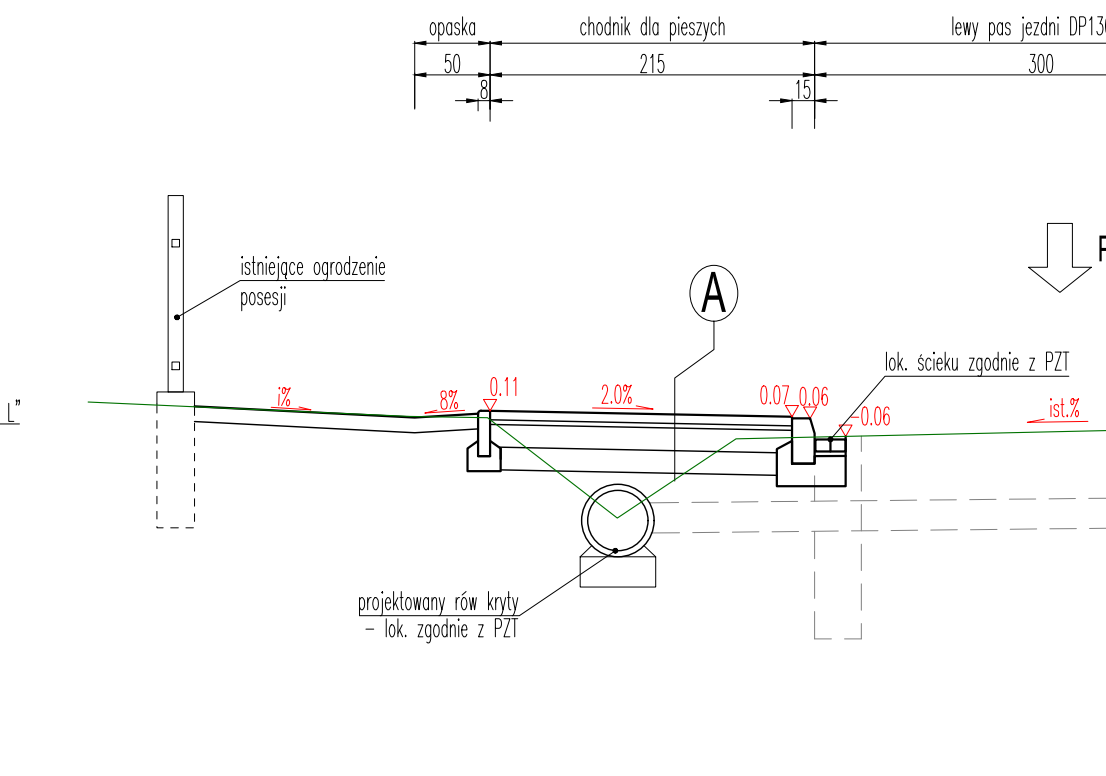 opaska
chodnik dla pieszych
lewy pas jezdni
50
215
300
8
15
istniejące ogrodzenie
posesji
A
lok. ścieku zgodnie z PZT
i%
8%
0.11
2.0%
0.07
0.06
-0.06
ist.%
L"
projektowany rów kryty
- lok. zgodnie z PZT